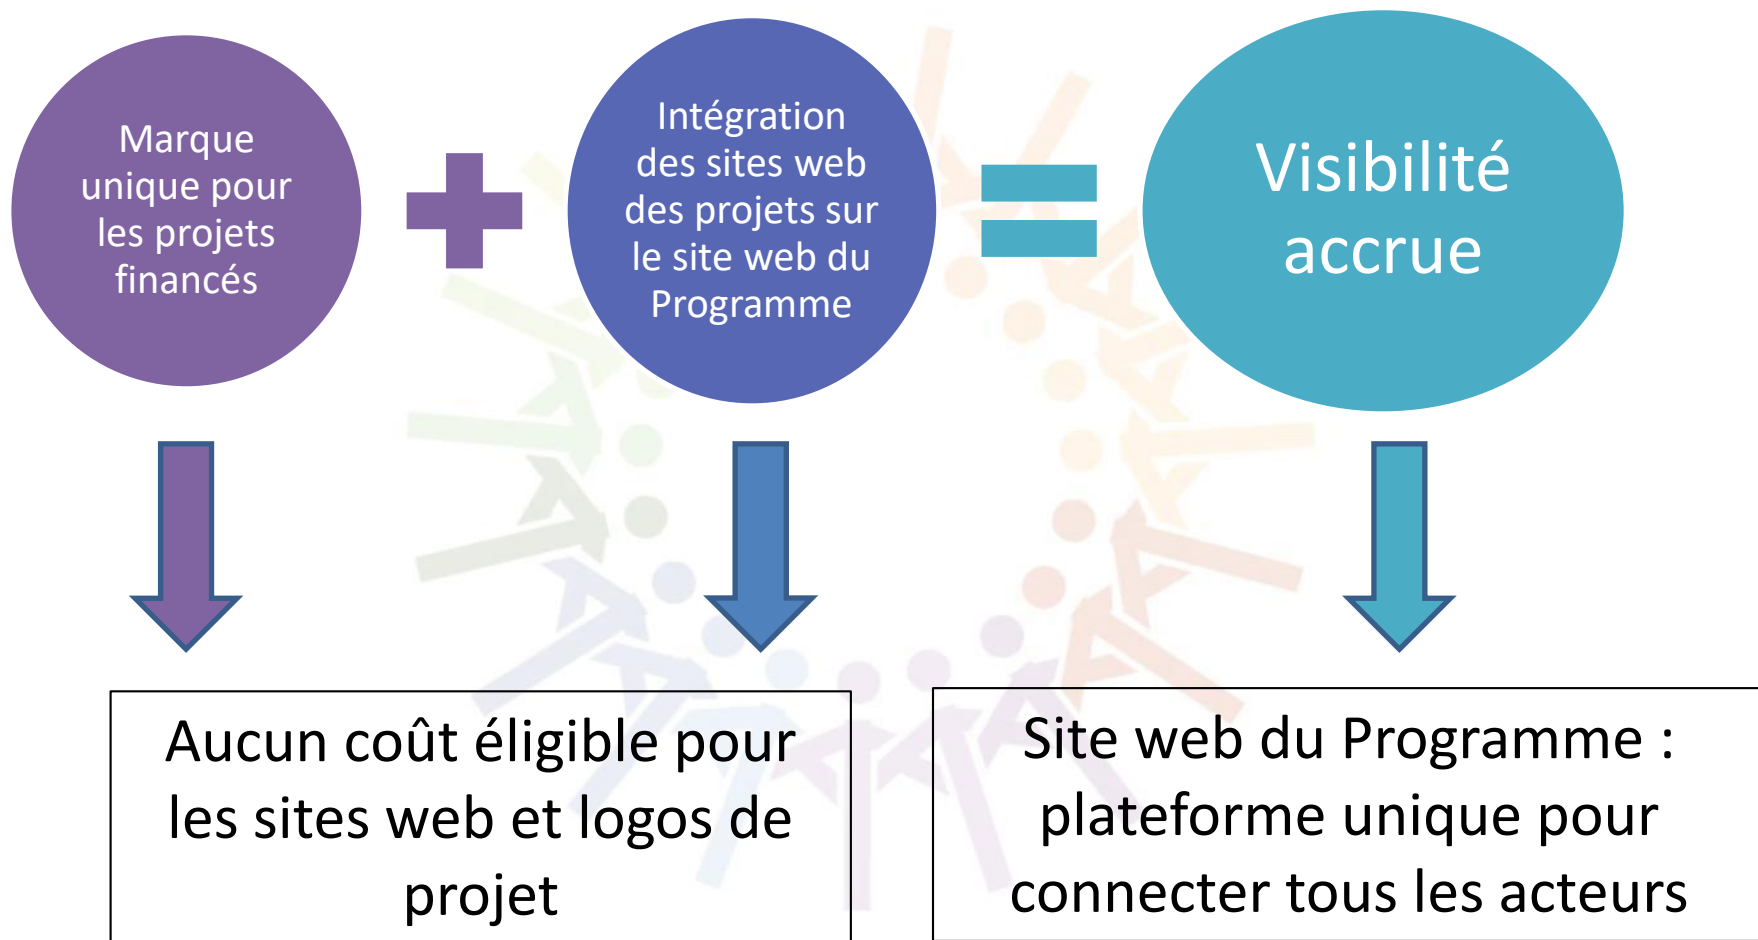 Marque
unique pour
les projets
financés
Intégration
des sites web
des projets sur
le site web du
Programme
Visibilité
accrue
Aucun coût éligible pour
les sites web et logos de
projet
Site web du Programme :
plateforme unique pour
connecter tous les acteurs